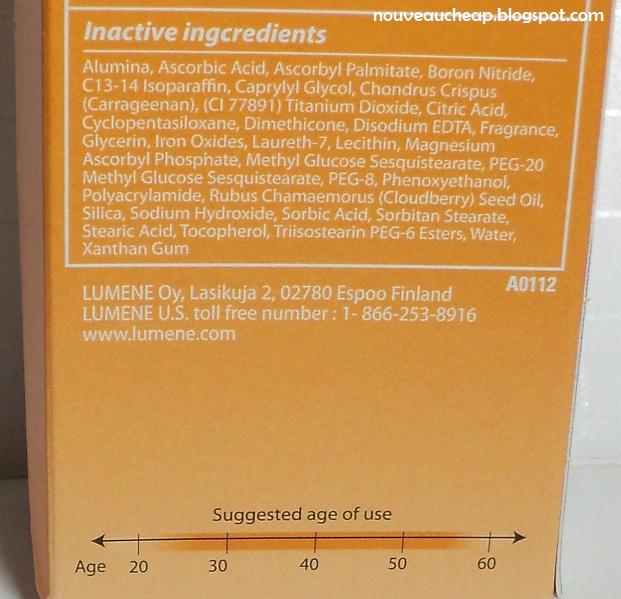 nouveaucheap.blogspot.com
Inactive ingcredients
Alumina, Ascorbic Acid, Ascorbyl Palmitate, Boron Nitride,
C13-14 Isoparaffin, Caprylyl Glycol, Chondrus Crispus
(Carrageenan), (CI 77891) Titanium Dioxide, Citric Acid,
Cyclopentasiloxane, Dimethicone, Disodium EDTA, Fragrance,
Glycerin, Iron Oxides, Laureth-7, Lecithin, Magnesium
Ascorbyl Phosphate, Methyl Glucose Sesquistearate, PEG-20
Methyl Glucose Sesquistearate, PEG-8, Phenoxyethanol,
Polyacrylamide, Rubus Chamaemorus (Cloudberry) Seed Oil,
Silica, Sodium Hydroxide, Sorbic Acid, Sorbitan Stearate,
Stearic Acid, Tocopherol, Triisostearin PEG-6 Esters, Water,
Xanthan Gum
A0112
LUMENE Oy, Lasikuja 2, 02780 Espoo Finland
LUMENE U.S. toll free number : 1- 866-253-8916
www.lumene.com
Suggested age of use
Age 20 30 40 50 60